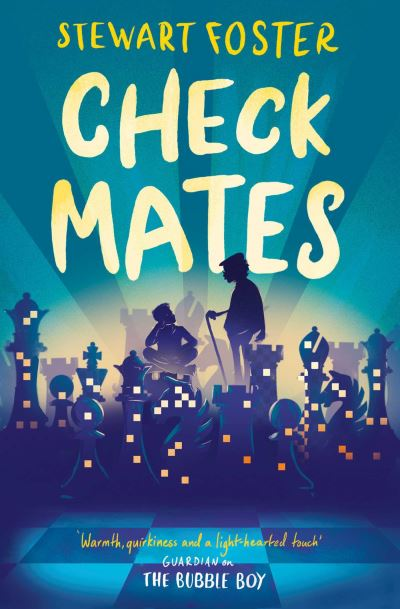 STEWART FOSTER
CHECK
MATES
'Warmth, quirkiness and a light-hearted touch'
GUARDIAN on
THE BUBBLE BOY